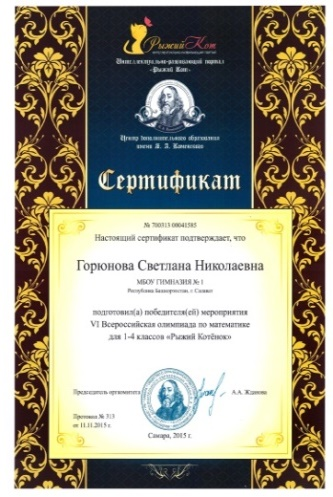 Рыжий Кот
Интеллектуально-развивающий портал
«Рыжий Кот»
Центр дополнительного образования
имени Я. А. Коменского
Сертификат
№ 700313 00041585
Настоящий сертификат подтверждает, что
Горюнова Светлана Николаевна
МБОУ ГИМНАЗИЯ № 1
Республика Башкортостан, г. Салават
подготовил(а) победителя(ей) мероприятия
VI Всероссийская олимпиада по математике
для 1-4 классов «Рыжий Котёнок»
Председатель оргкомитета
А.А. Жданова
Протокол № 313
от 11.11.2015 г.
Самара, 2015 г.